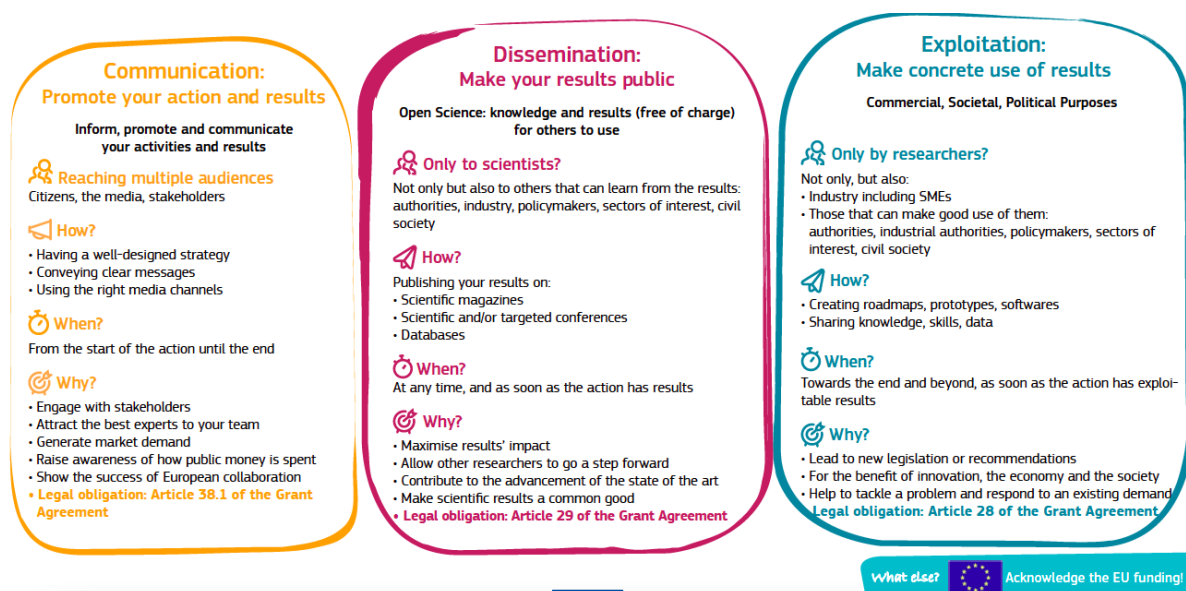 Communication:
Promote your action and results
Inform, promote and communicate
your activities and results
Reaching multiple audiences
Citizens, the media, stakeholders
How?
• Having a well-designed strategy
• Conveying clear messages
• Using the right media channels
When?
From the start of the action until the end
Why?
• Engage with stakeholders
• Attract the best experts to your team
• Generate market demand
• Raise awareness of how public money is spent
• Show the success of European collaboration
• Legal obligation: Article 38.1 of the Grant
Agreement
Dissemination:
Make your results public
Open Science: knowledge and results (free of charge)
for others to use
Only to scientists?
Not only but also to others that can learn from the results:
authorities, industry, policymakers, sectors of interest, civil
society
How?
Publishing your results on:
• Scientific magazines
• Scientific and/or targeted conferences
• Databases
When?
At any time, and as soon as the action has results
Why?
• Maximise results' impact
• Allow other researchers to go a step forward
• Contribute to the advancement of the state of the art
• Make scientific results a common good
• Legal obligation: Article 29 of the Grant Agreement
Exploitation:
Make concrete use of results
Commercial, Societal, Political Purposes
Only by researchers?
Not only, but also:
• Industry including SMEs
• Those that can make good use of them:
authorities, industrial authorities, policymakers, sectors of
interest, civil society
How?
• Creating roadmaps, prototypes, softwares
• Sharing knowledge, skills, data
When?
Towards the end and beyond, as soon as the action has exploi-
table results
Why?
• Lead to new legislation or recommendations
• For the benefit of innovation, the economy and the society
• Help to tackle a problem and respond to an existing demand
Legal obligation: Article 28 of the Grant Agreement
What else? Acknowledge the EU funding!